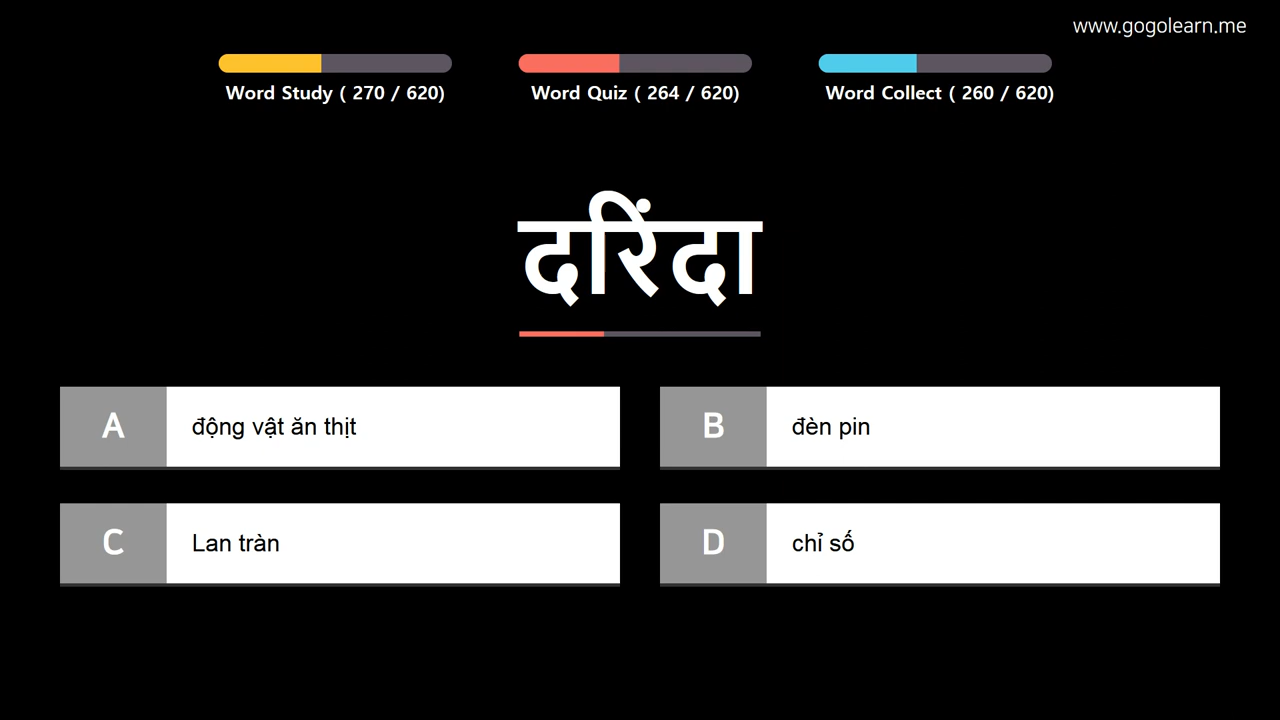 www.gogolearn.me
Word Study ( 270 / 620)
Word Quiz ( 264 / 620)
Word Collect ( 260 / 620)
दरिंदा
A động vật ăn thịt
B đèn pin
C Lan tràn
D chỉ số